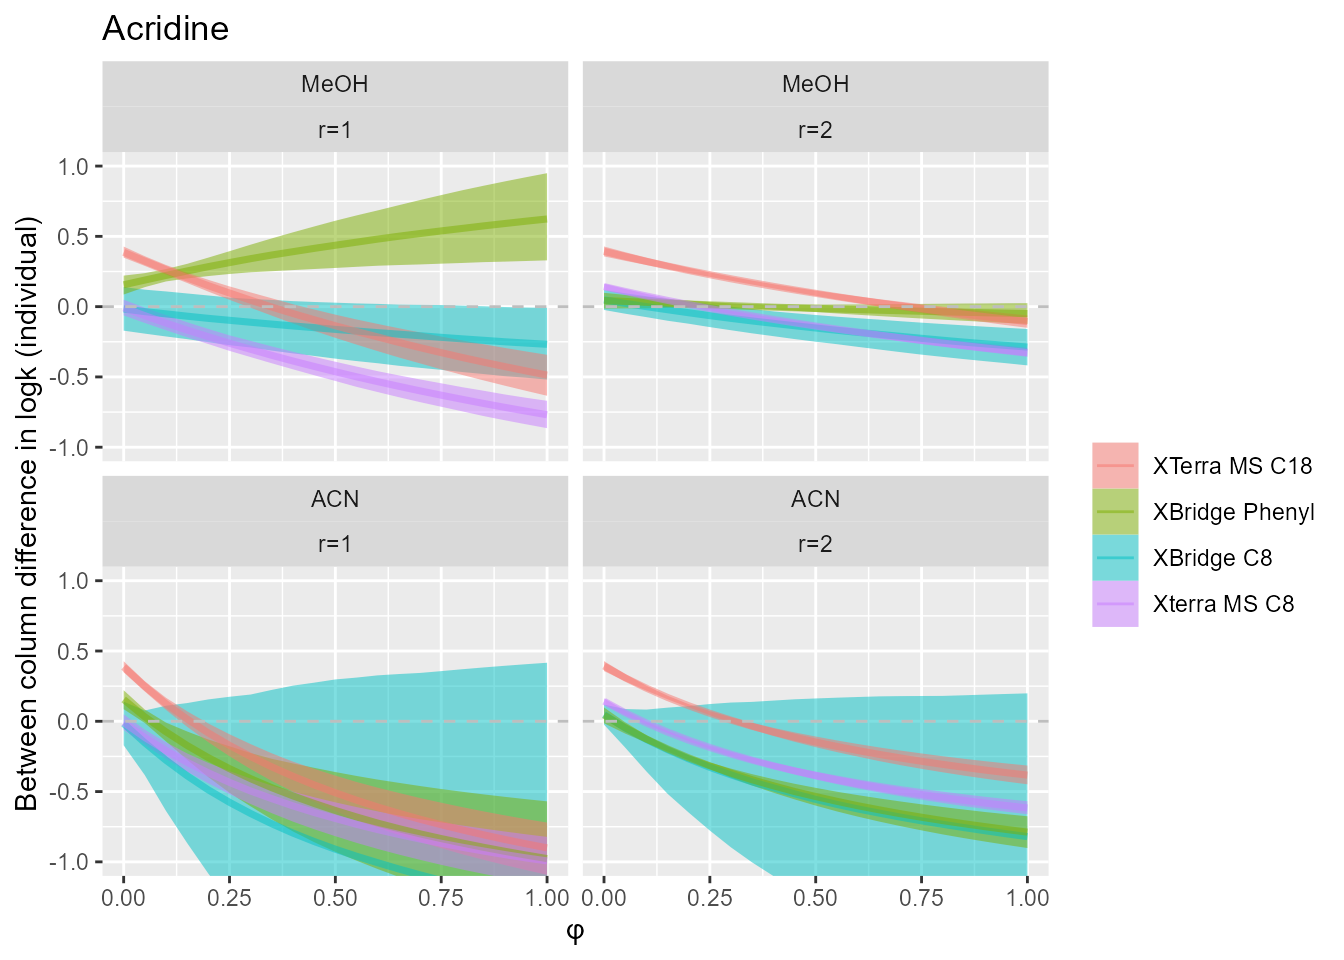 Acridine
MeOH
r=1
MeOH
r=2
1.0
0.5
0.0
-0.5
-1.0
ACN
r=1
ACN
r=2
1.0
0.5
0.0
-0.5
-1.0
0.00 0.25 0.50 0.75 1.00
0.00 0.25 0.50 0.75 1.00
φ
Between column difference in logk (individual)
XTerra MS C18
XBridge Phenyl
XBridge C8
Xterra MS C8